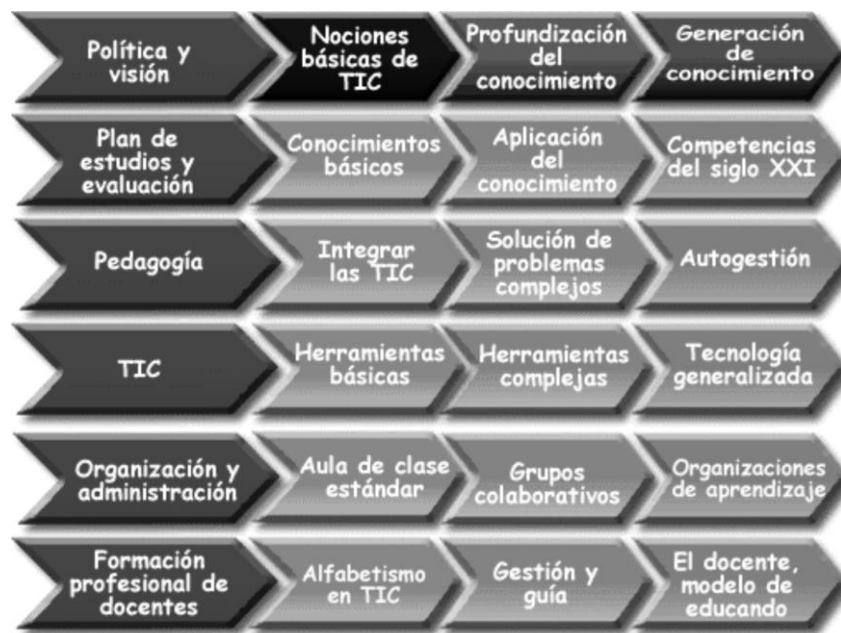 Política y
visión
Nociones
básicas de
TIC
Profundización
del
conocimiento
Generación
de
conocimiento
Plan de
estudios y
evaluación
Conocimientos
básicos
Aplicación
del
conocimiento
Competencias
del siglo XXI
Pedagogía
Integrar
las TIC
Solución de
problemas
complejos
Autogestión
TIC
Herramientas
básicas
Herramientas
complejas
Tecnología
generalizada
Organización y
administración
Aula de clase
estándar
Grupos
colaborativos
Organizaciones
de aprendizaje
Formación
profesional de
docentes
Alfabetismo
en TIC
Gestión y
guía
El docente,
modelo de
educando